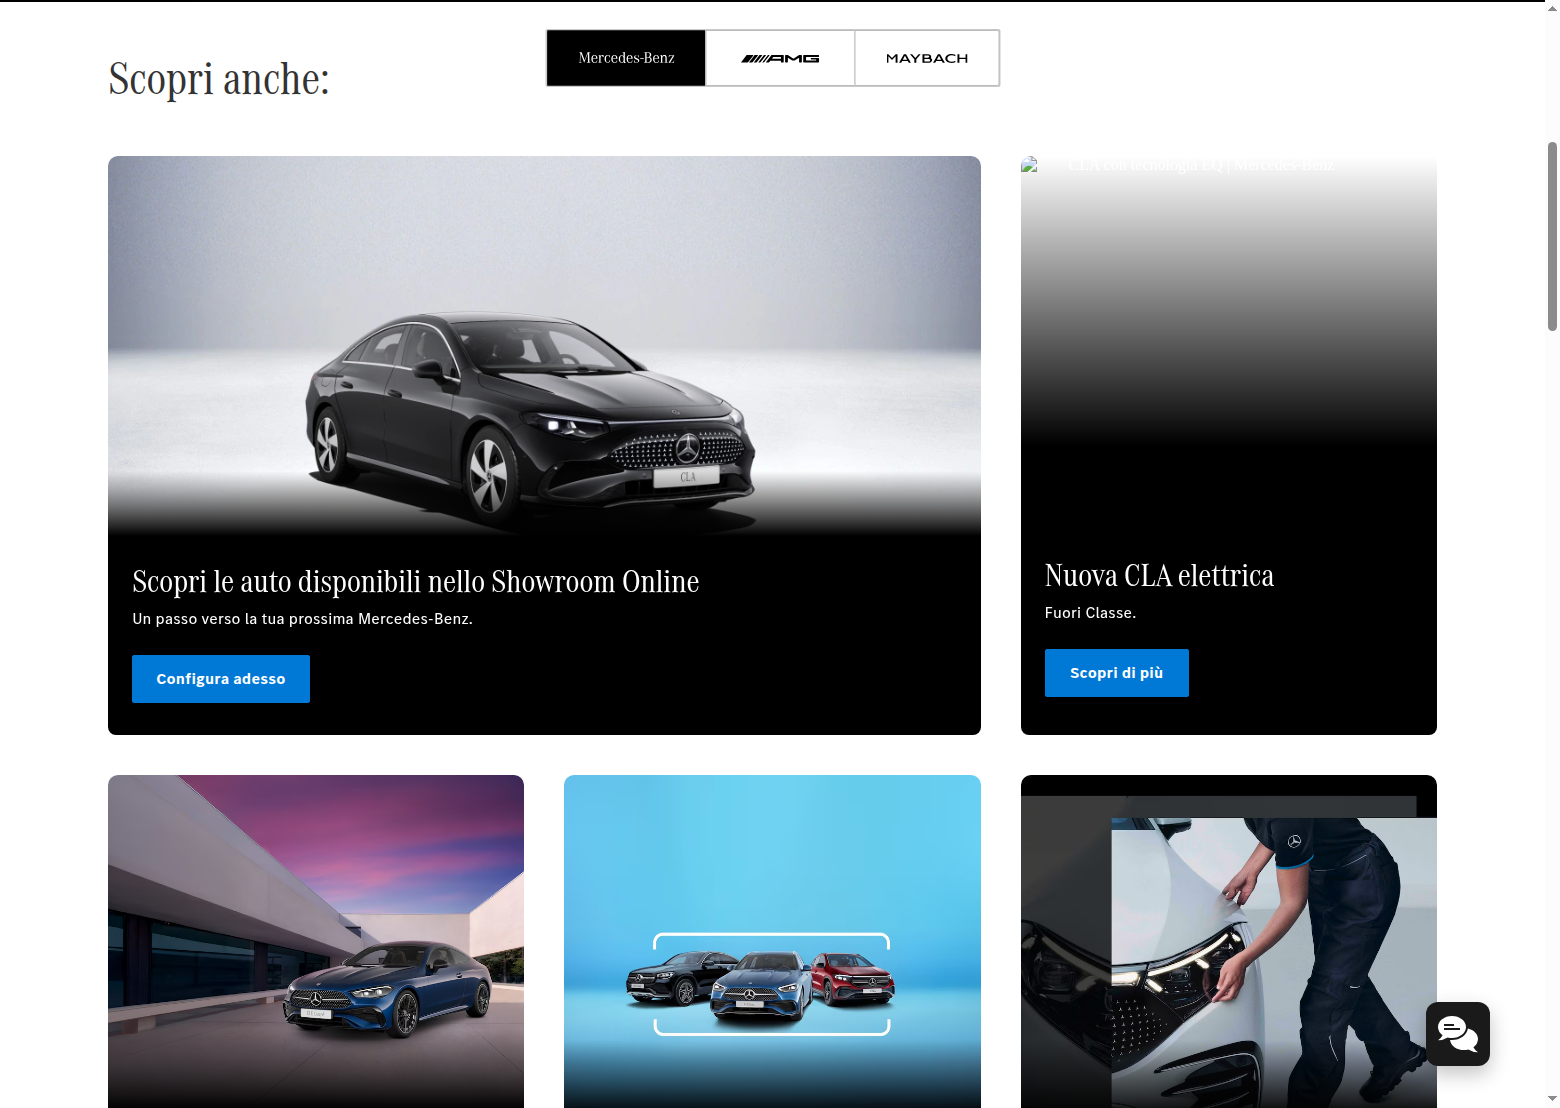 Scopri anche:
Mercedes-Benz
AMG
MAYBACH
CLA
Scopri le auto disponibili nello Showroom Online
Un passo verso la tua prossima Mercedes-Benz.
Configura adesso
CLA con tecnologia EQ | Mercedes-Benz
Nuova CLA elettrica
Fuori Classe.
Scopri di più